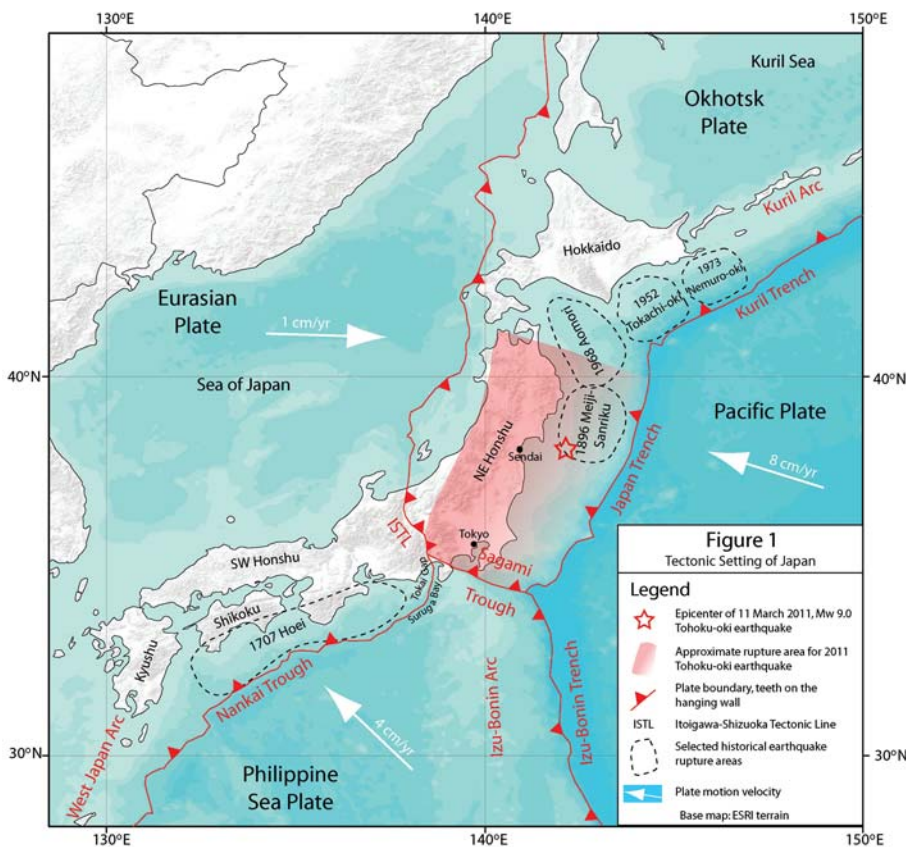 130°E
140°E
150°E
Kuril Sea
Okhotsk
Plate
Kuril Arc
Hokkaido
1973
Nemuro-oki
1952
Tokachi-oki
Kuril Trench
Eurasian
Plate
1 cm/yr
1968 Aomori
40°N
40°N
Sea of Japan
1896 Meiji-
Sanriku
Pacific Plate
NE Honshu
Sendai
Japan Trench
8 cm/yr
ISTL
Tokyo
Sagami
Trough
SW Honshu
Tokai Gap
Suruga Bay
Shikoku
1707 Hoei
Kyushu
Nankai Trough
4 cm/yr
Izu-Bonin Arc
Izu-Bonin Trench
30°N
30°N
West Japan Arc
Philippine
Sea Plate
Figure 1
Tectonic Setting of Japan
Legend
Epicenter of 11 March 2011, Mw 9.0
Tohoku-oki earthquake
Approximate rupture area for 2011
Tohoku-oki earthquake
Plate boundary, teeth on the
hanging wall
ISTL Itoigawa-Shizuoka Tectonic Line
Selected historical earthquake
rupture areas
Plate motion velocity
Base map: ESRI terrain
130°E
140°E
150°E